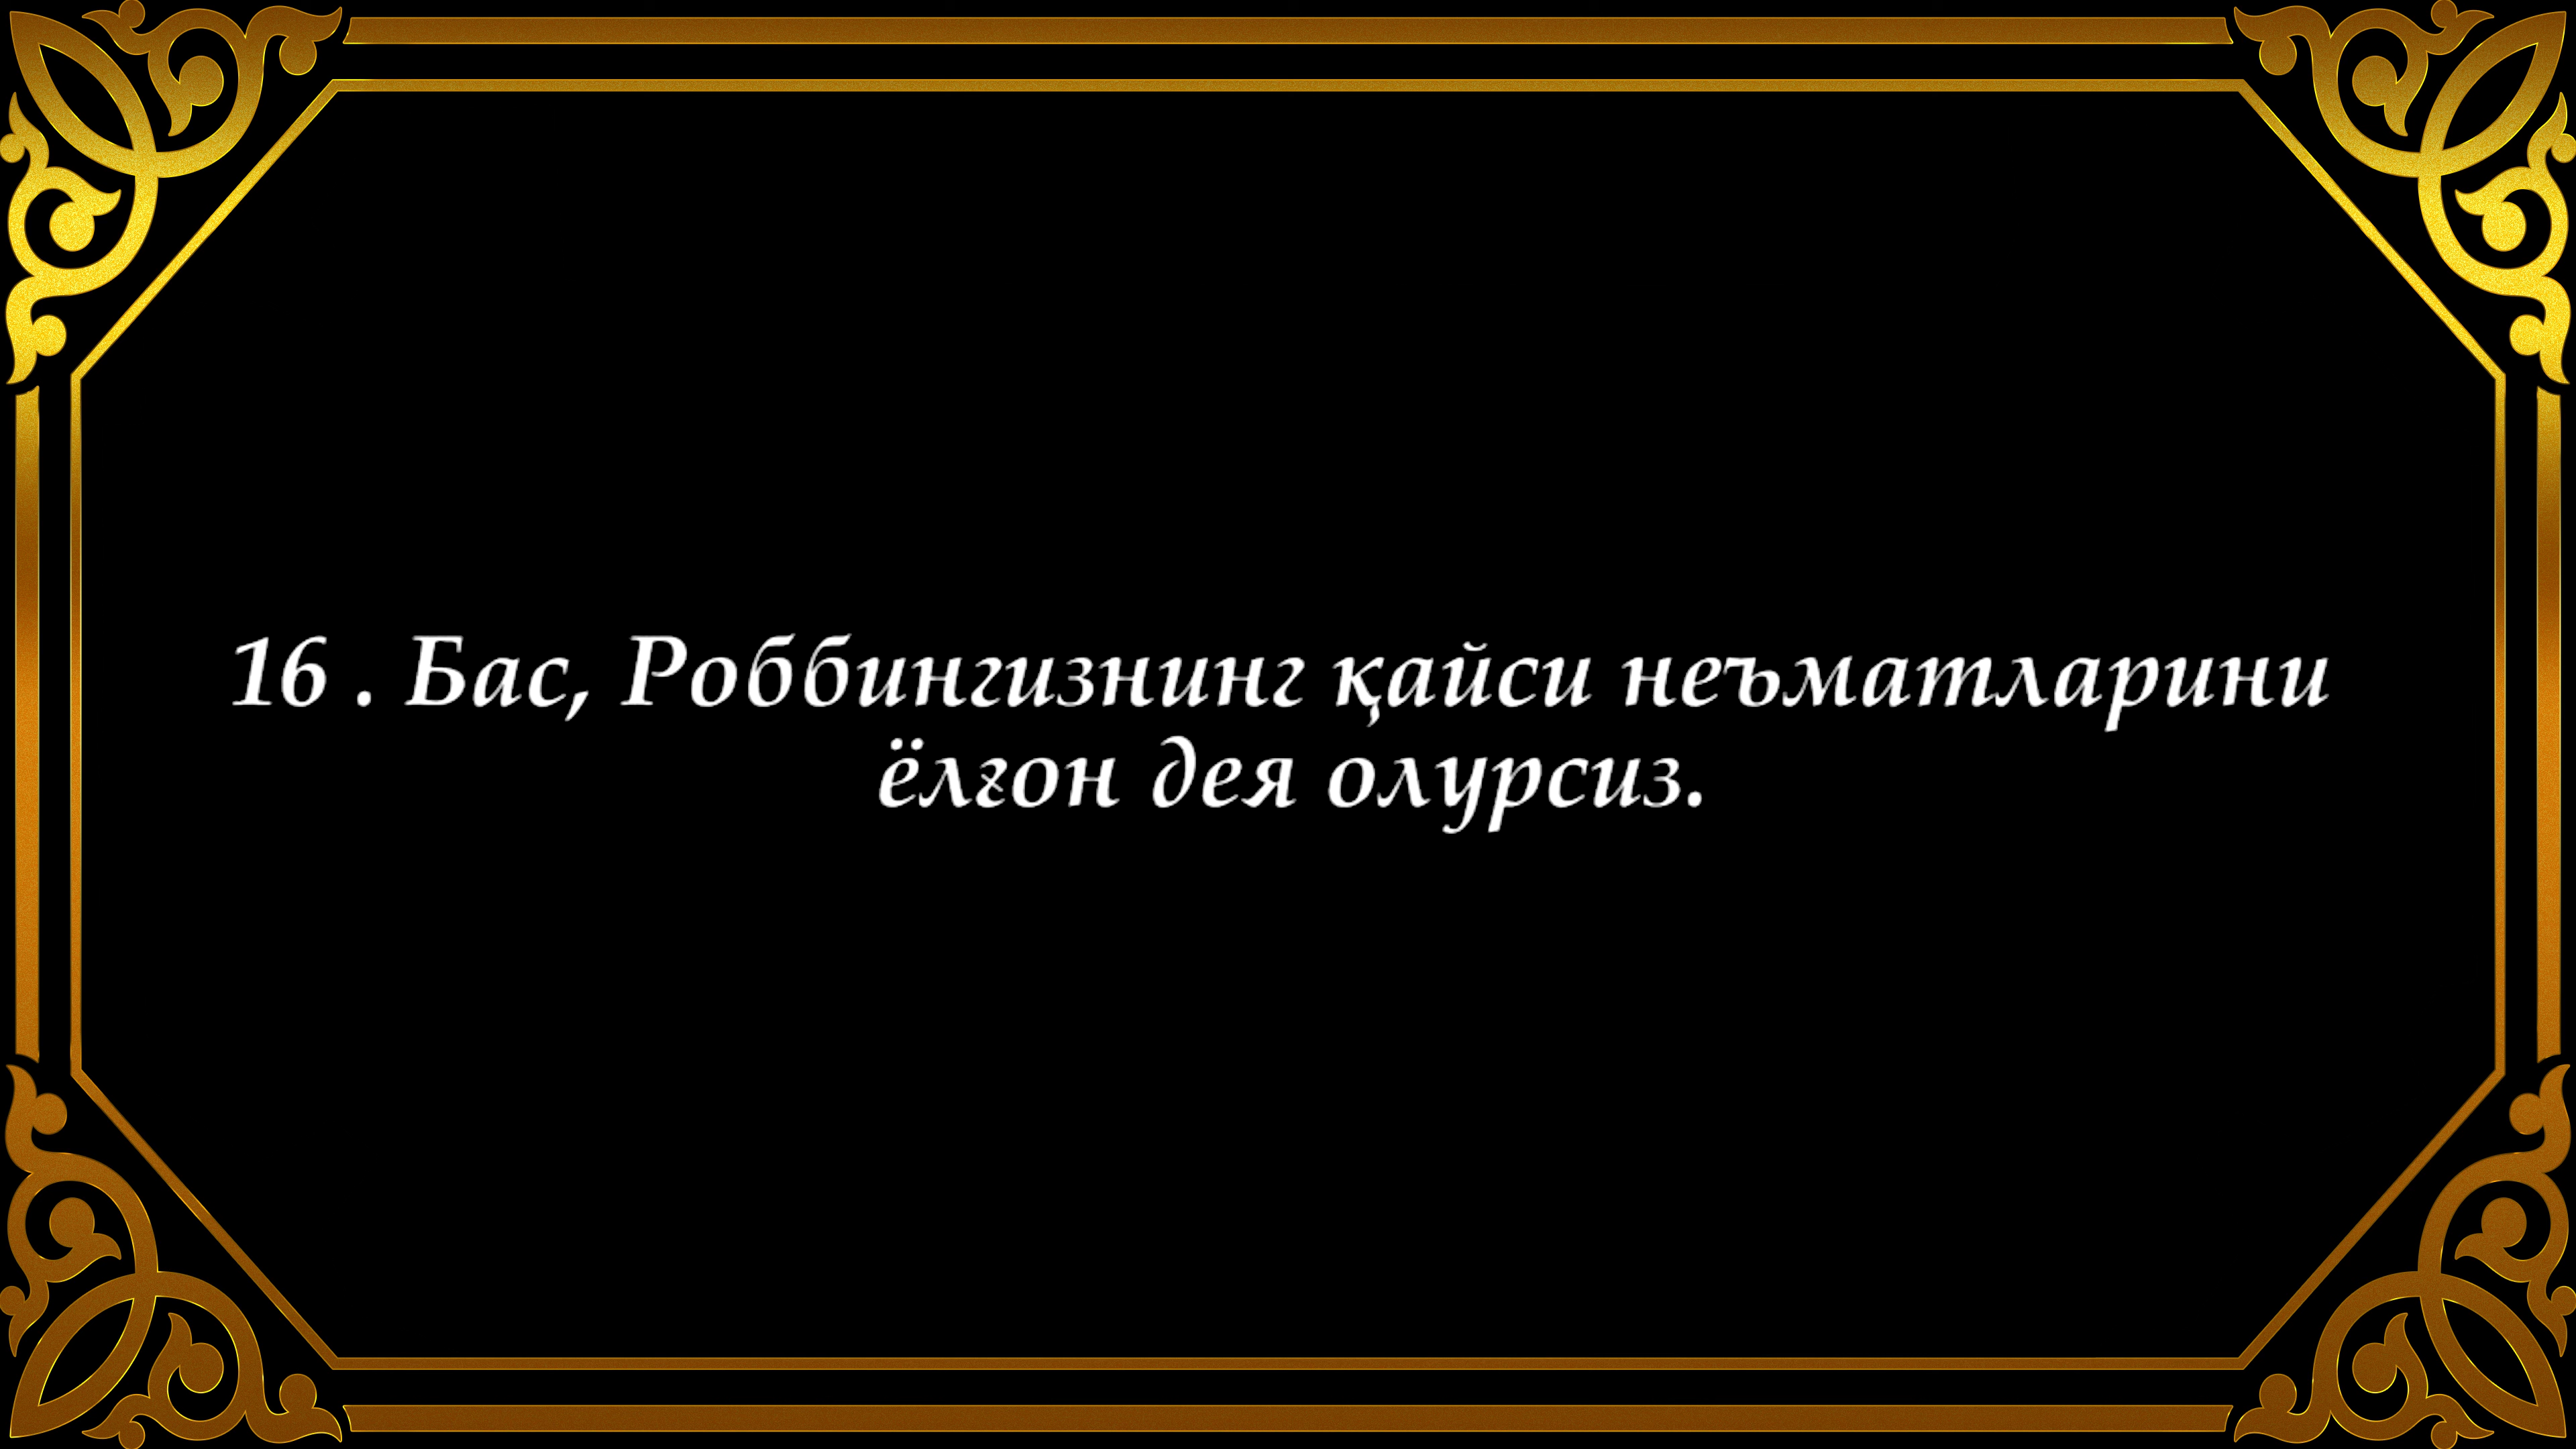 16 . Бас, Роббингизнинг қайси неъматларини
ёлғон дея олурсиз.